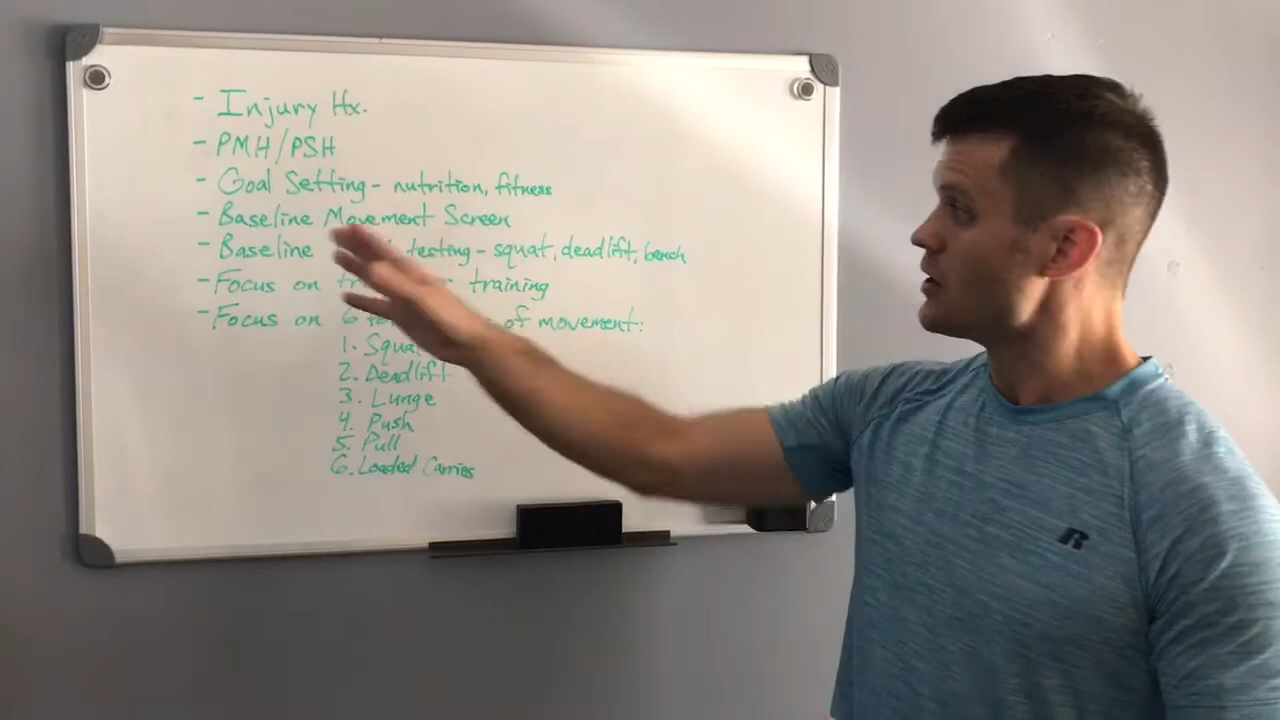 - Injury Hx.
- PMH/PSH
- Goal Setting - nutrition, fitness
- Baseline Movement Screen
- Baseline testing - squat, deadlift, bench
- Focus on training
- Focus on 6 of movement:
1. Squat
2. Deadlift
3. Lunge
4. Push
5. Pull
6. Loaded Carries
R